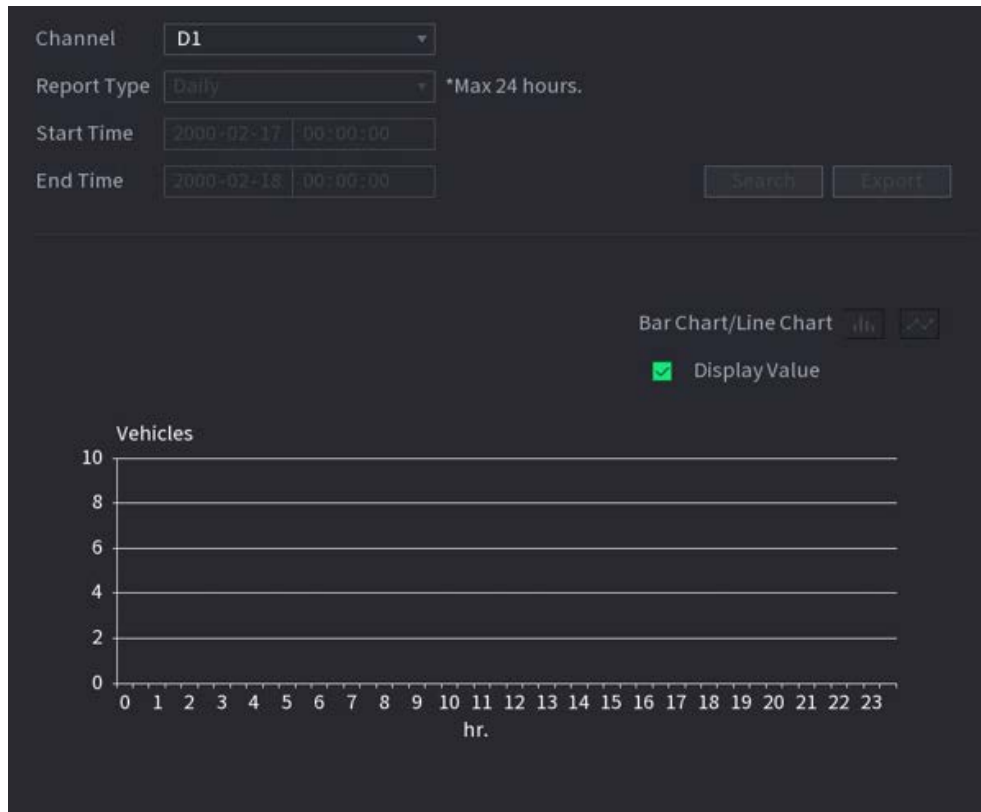 Channel D1
Report Type Daily *Max 24 hours.
Start Time 2000-02-17 00:00:00
End Time 2000-02-18 00:00:00 Search Export
Bar Chart/Line Chart
Display Value
Vehicles
10
8
6
4
2
0
0 1 2 3 4 5 6 7 8 9 10 11 12 13 14 15 16 17 18 19 20 21 22 23
hr.